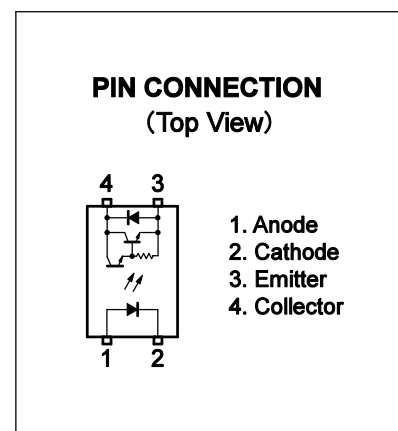 PIN CONNECTION
(Top View)
4 3
1 2
1. Anode
2. Cathode
3. Emitter
4. Collector